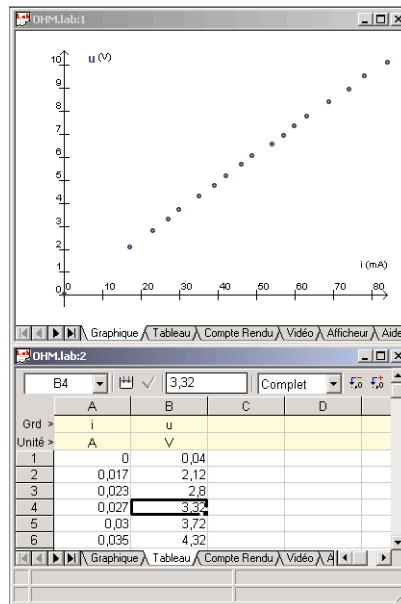 OHM.lab:1
u (V)
10
9
8
7
6
5
4
3
2
1
0
0 10 20 30 40 50 60 70 80
i (mA)
Graphique Tableau Compte Rendu Vidéo Afficheur Aide
OHM.lab:2
B4 3,32 Complet
A B C D
Grd > i u
Unité > A V
1 0 0,04
2 0,017 2,12
3 0,023 2,8
4 0,027 3,32
5 0,03 3,72
6 0,035 4,32
Graphique Tableau Compte Rendu Vidéo A